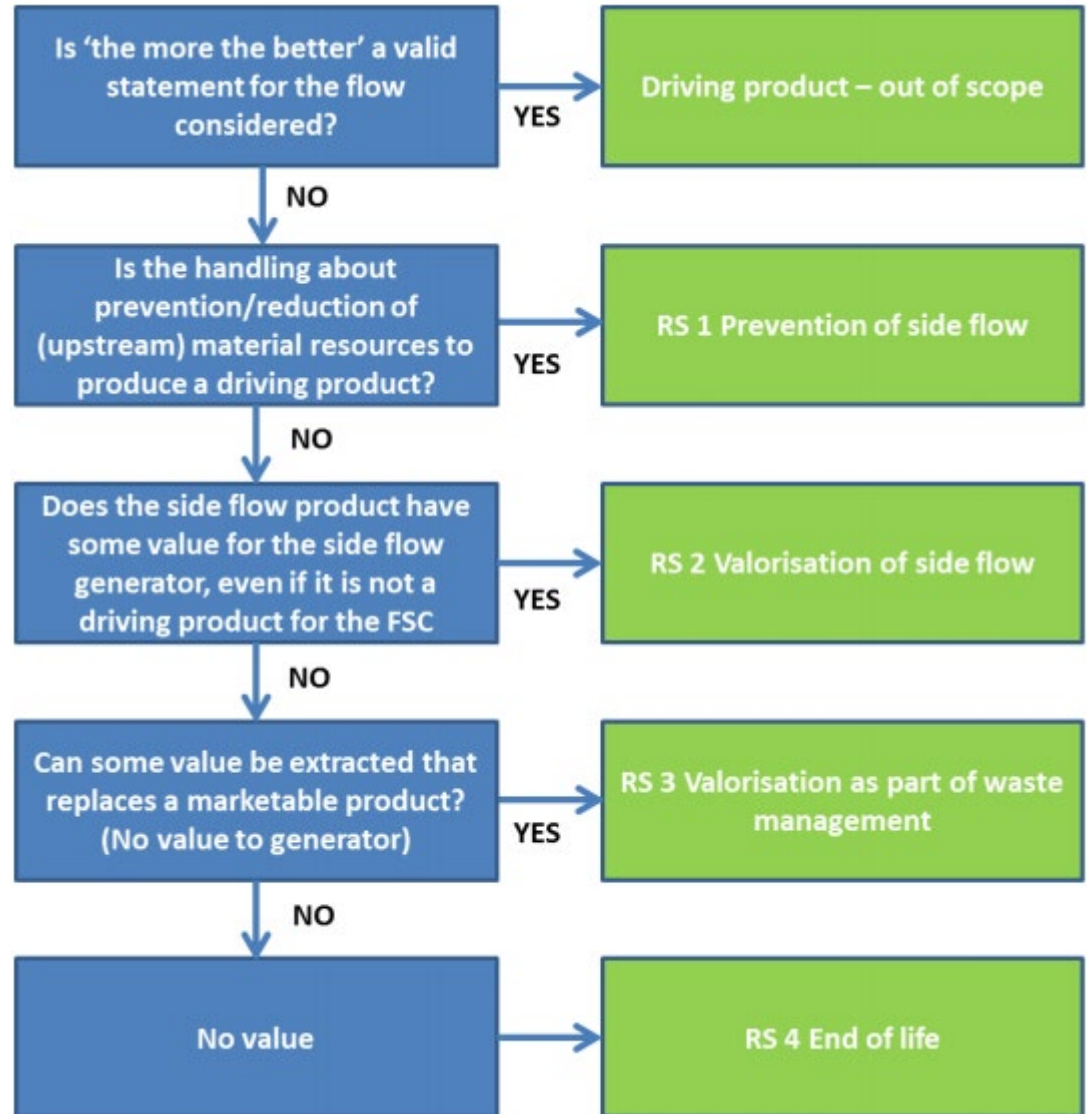 Is ‘the more the better’ a valid
statement for the flow
considered?
YES
Driving product – out of scope
NO
Is the handling about
prevention/reduction of
(upstream) material resources to
produce a driving product?
YES
RS 1 Prevention of side flow
NO
Does the side flow product have
some value for the side flow
generator, even if it is not a
driving product for the FSC
YES
RS 2 Valorisation of side flow
NO
Can some value be extracted that
replaces a marketable product?
(No value to generator)
YES
RS 3 Valorisation as part of waste
management
NO
No value
RS 4 End of life